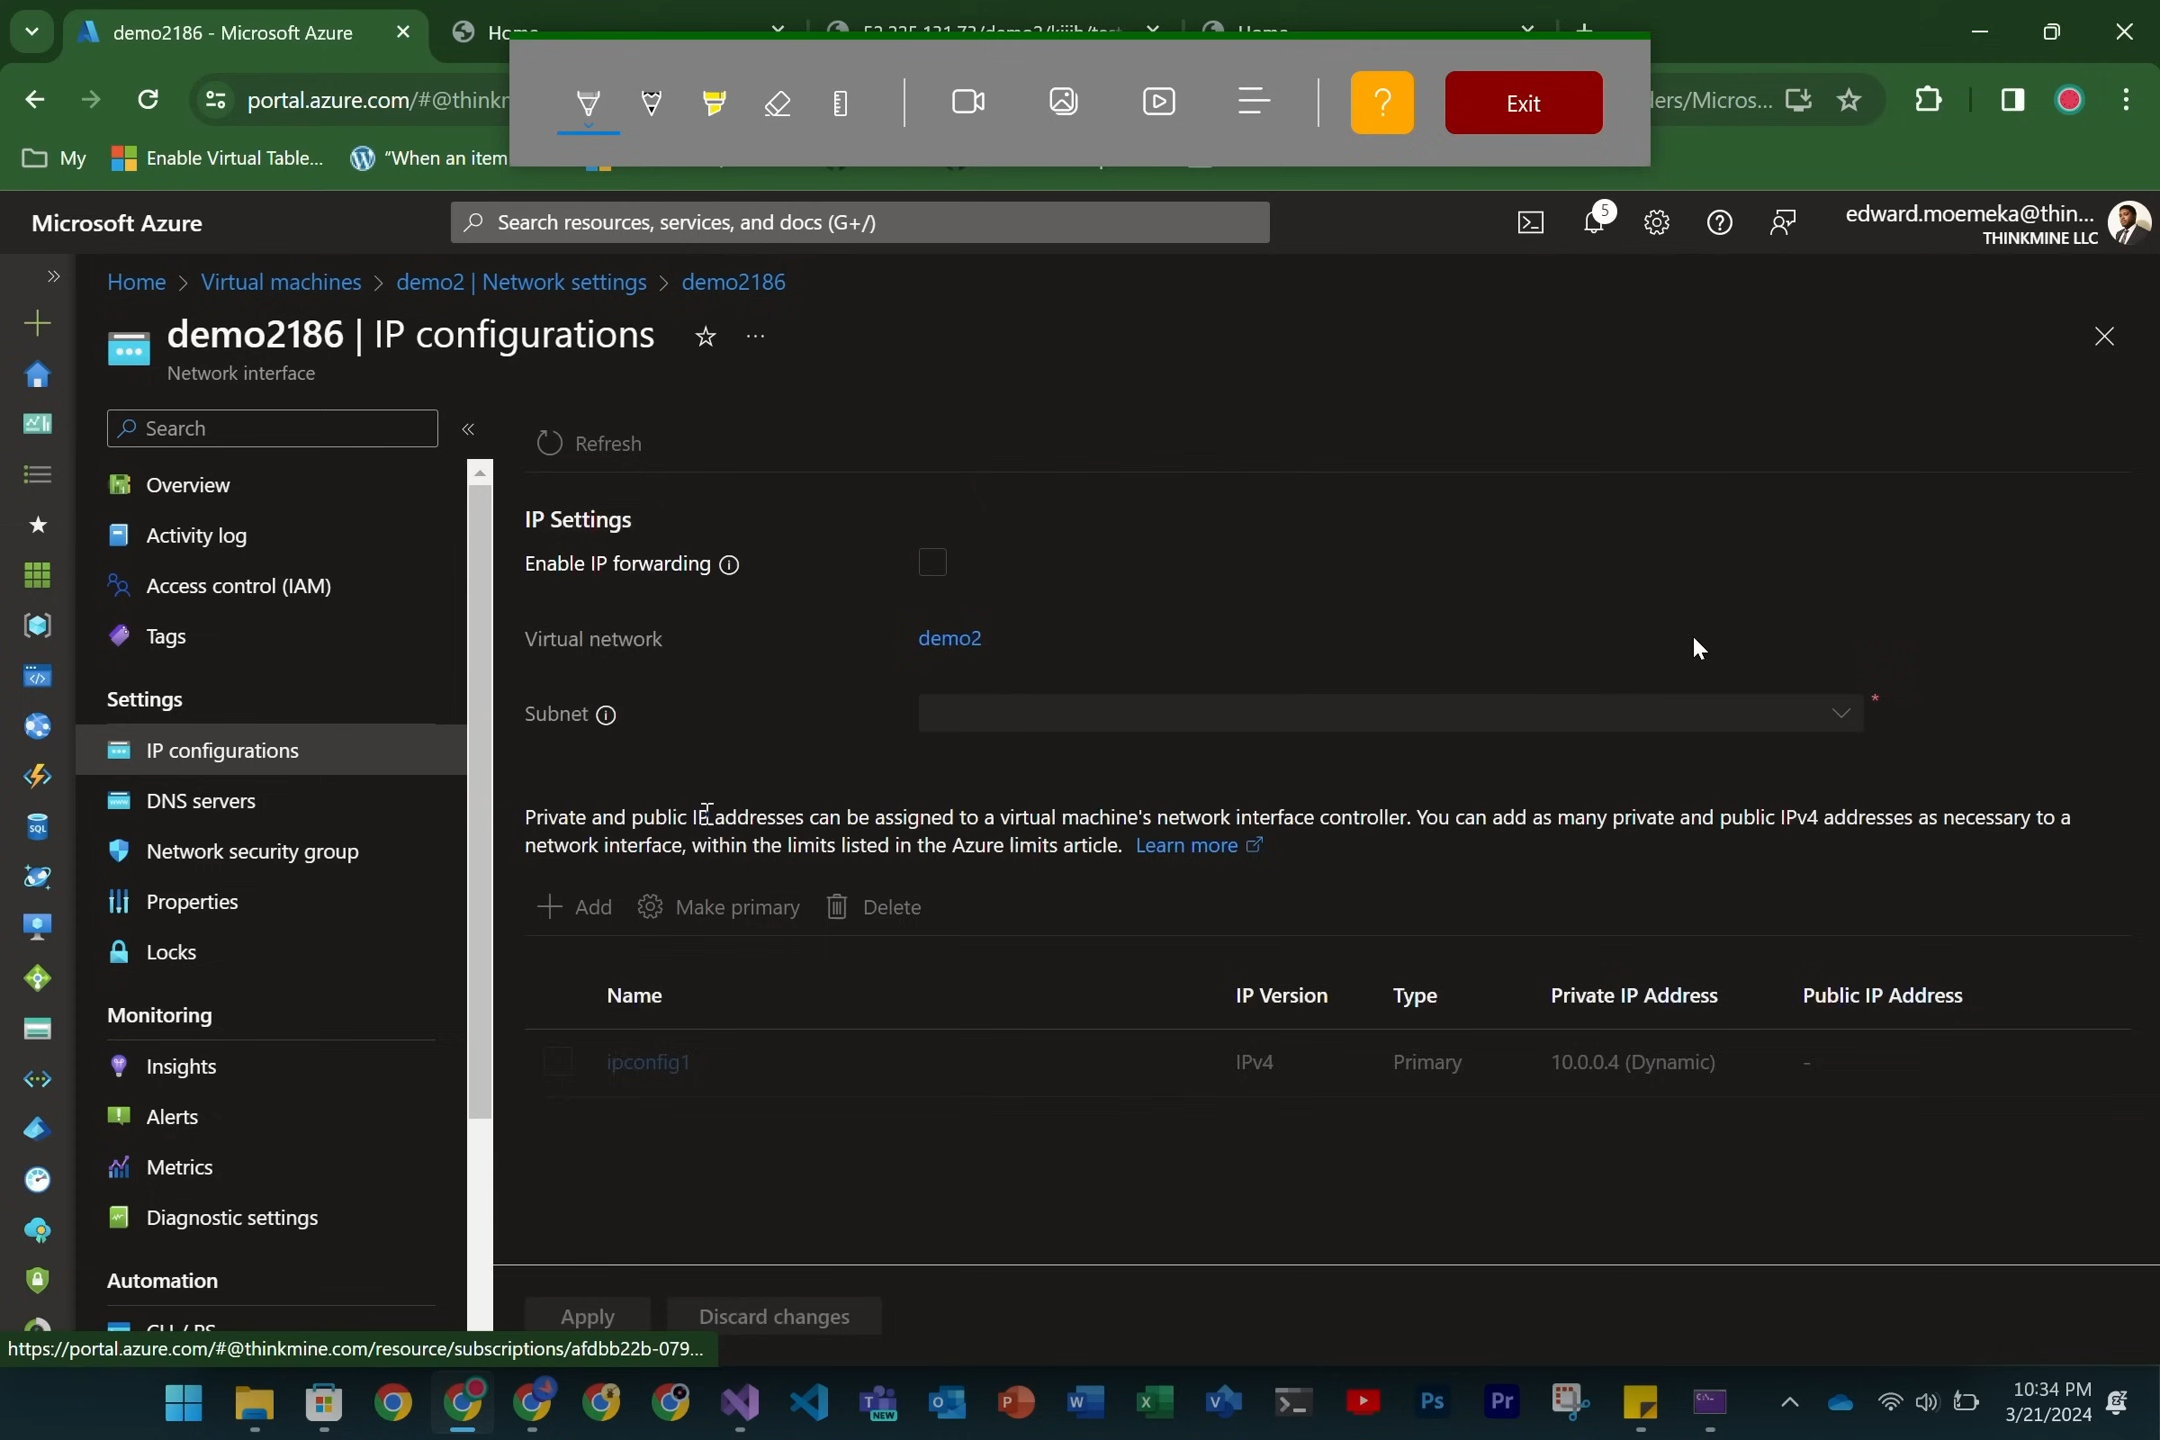 demo2186 - Microsoft Azure
portal.azure.com/#@thinkr
Exit
ders/Micros...
My
Enable Virtual Table...
"When an item
Microsoft Azure
Search resources, services, and docs (G+/)
5
edward.moemeka@thin...
THINKMINE LLC
Home > Virtual machines > demo2 | Network settings > demo2186
demo2186 | IP configurations
Network interface
Search
Refresh
Overview
Activity log
Access control (IAM)
Tags
Settings
IP configurations
DNS servers
Network security group
Properties
Locks
Monitoring
Insights
Alerts
Metrics
Diagnostic settings
Automation
IP Settings
Enable IP forwarding
Virtual network
demo2
Subnet
*
Private and public IP addresses can be assigned to a virtual machine's network interface controller. You can add as many private and public IPv4 addresses as necessary to a
network interface, within the limits listed in the Azure limits article. Learn more
Add
Make primary
Delete
Name
IP Version
Type
Private IP Address
Public IP Address
ipconfig1
IPv4
Primary
10.0.0.4 (Dynamic)
-
Apply
Discard changes
https://portal.azure.com/#@thinkmine.com/resource/subscriptions/afdbb22b-079...
10:34 PM
3/21/2024